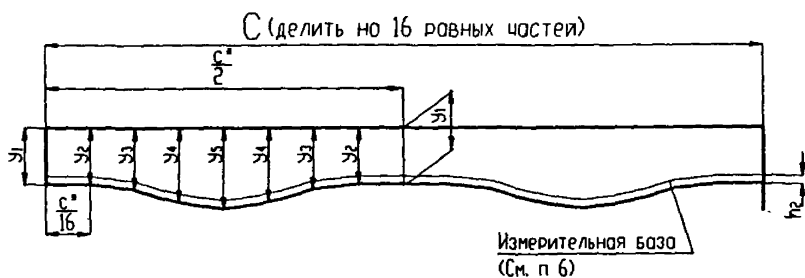 С (делить но 16 ровных частей)
c*
2
y1
y1
y2
y3
y4
y5
y4
y3
y2
c*
16
h2
Измерительная база
(См. п 6)